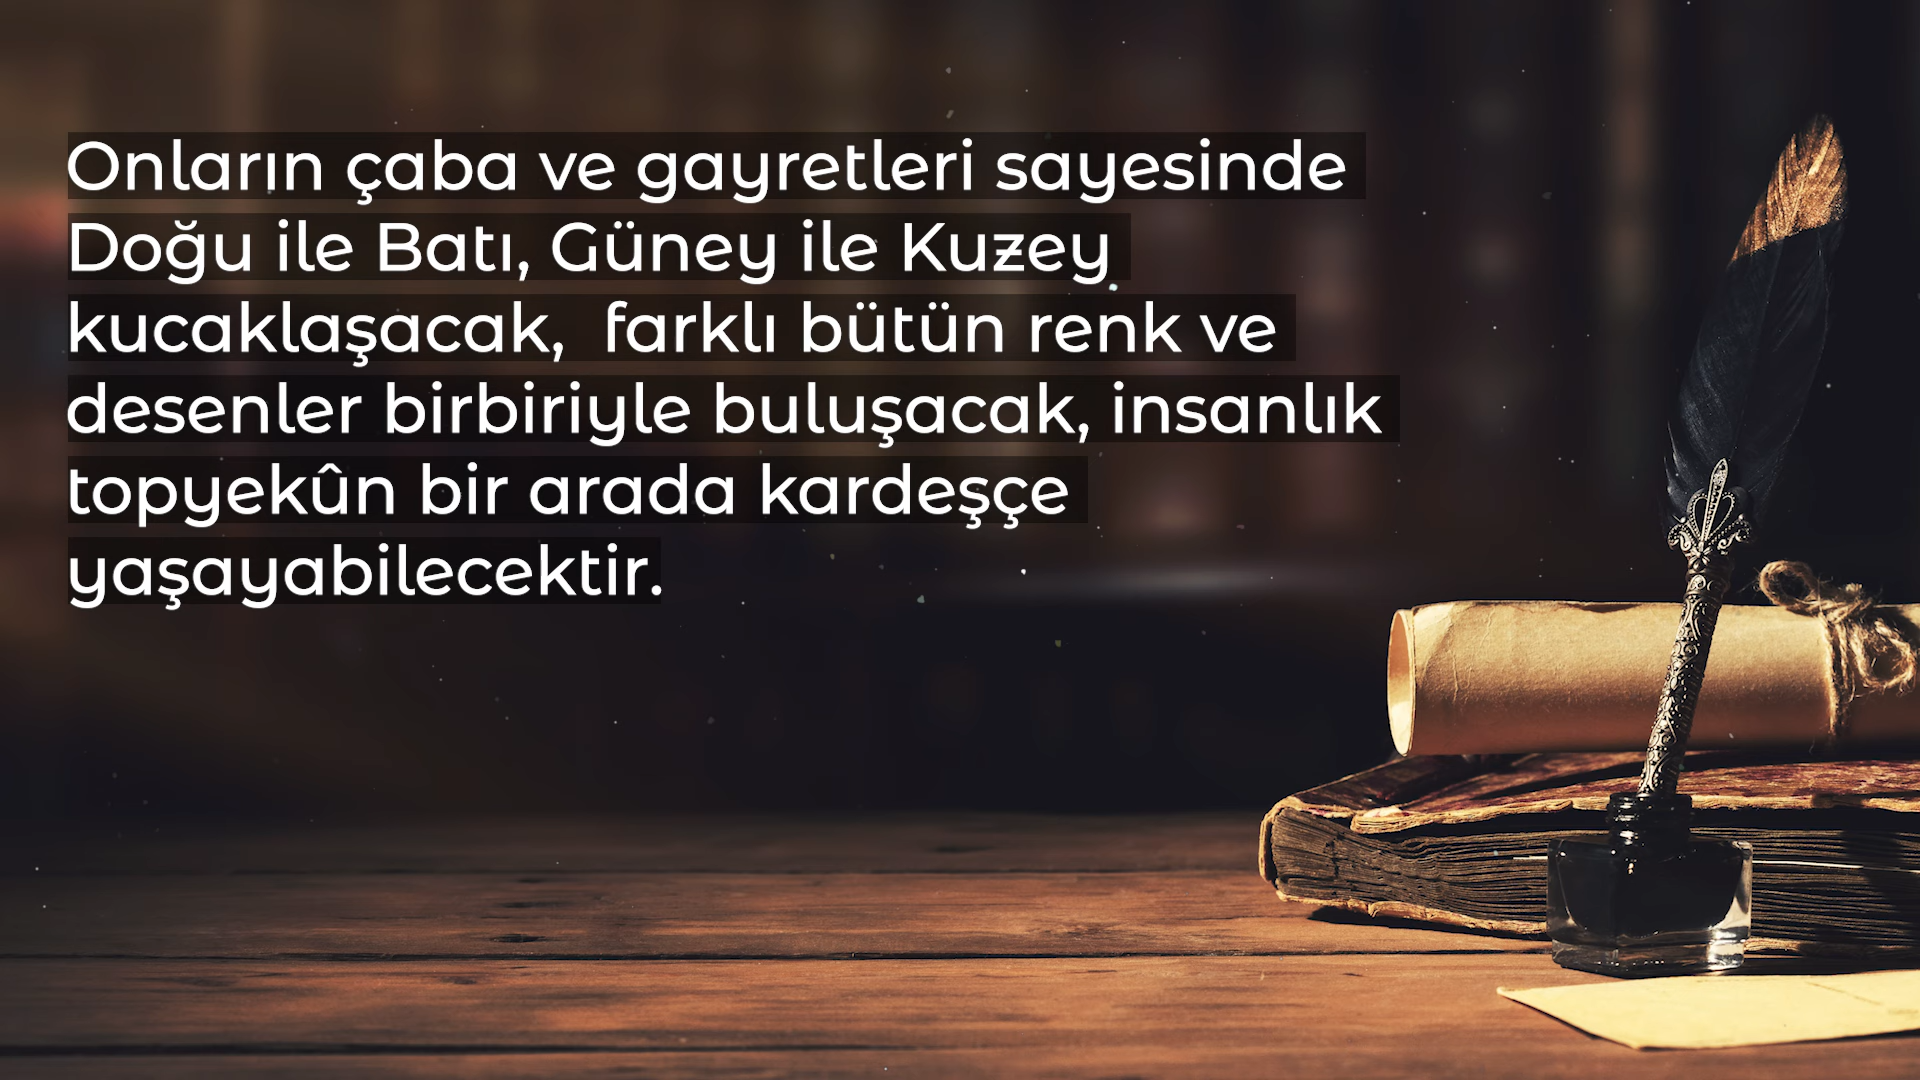 Onların çaba ve gayretleri sayesinde
Doğu ile Batı, Güney ile Kuzey
kucaklaşacak,  farklı bütün renk ve
desenler birbiriyle buluşacak, insanlık
topyekûn bir arada kardeşçe
yaşayabilecektir.